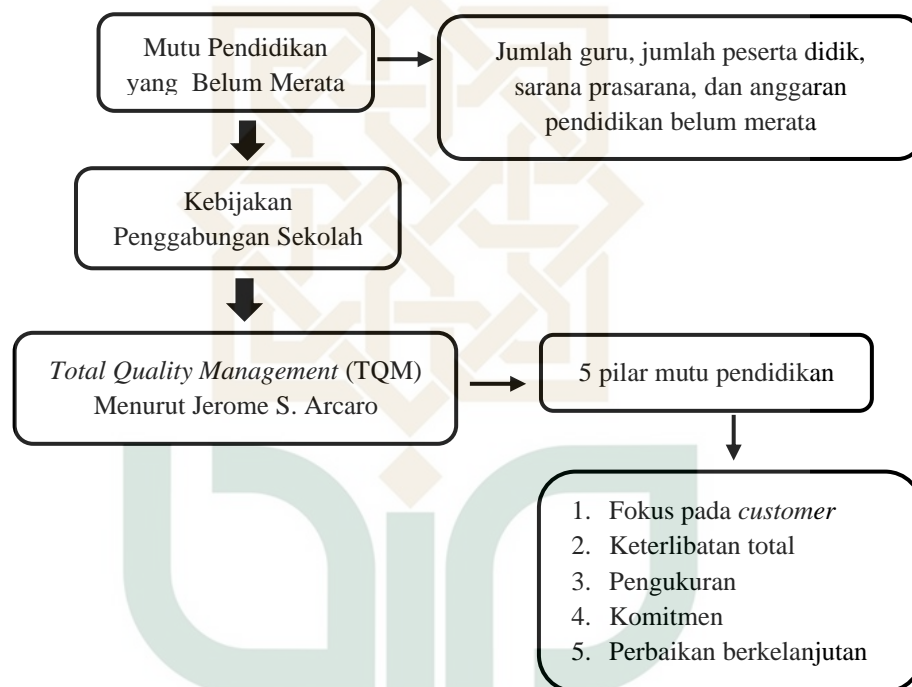 Mutu Pendidikan
yang Belum Merata
Jumlah guru, jumlah peserta didik,
sarana prasarana, dan anggaran
pendidikan belum merata
Kebijakan
Penggabungan Sekolah
Total Quality Management (TQM)
Menurut Jerome S. Arcaro
5 pilar mutu pendidikan
1. Fokus pada customer
2. Keterlibatan total
3. Pengukuran
4. Komitmen
5. Perbaikan berkelanjutan